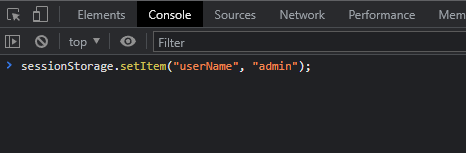 Elements Console Sources Network Performance Mem
top Filter
sessionStorage.setItem("userName", "admin");